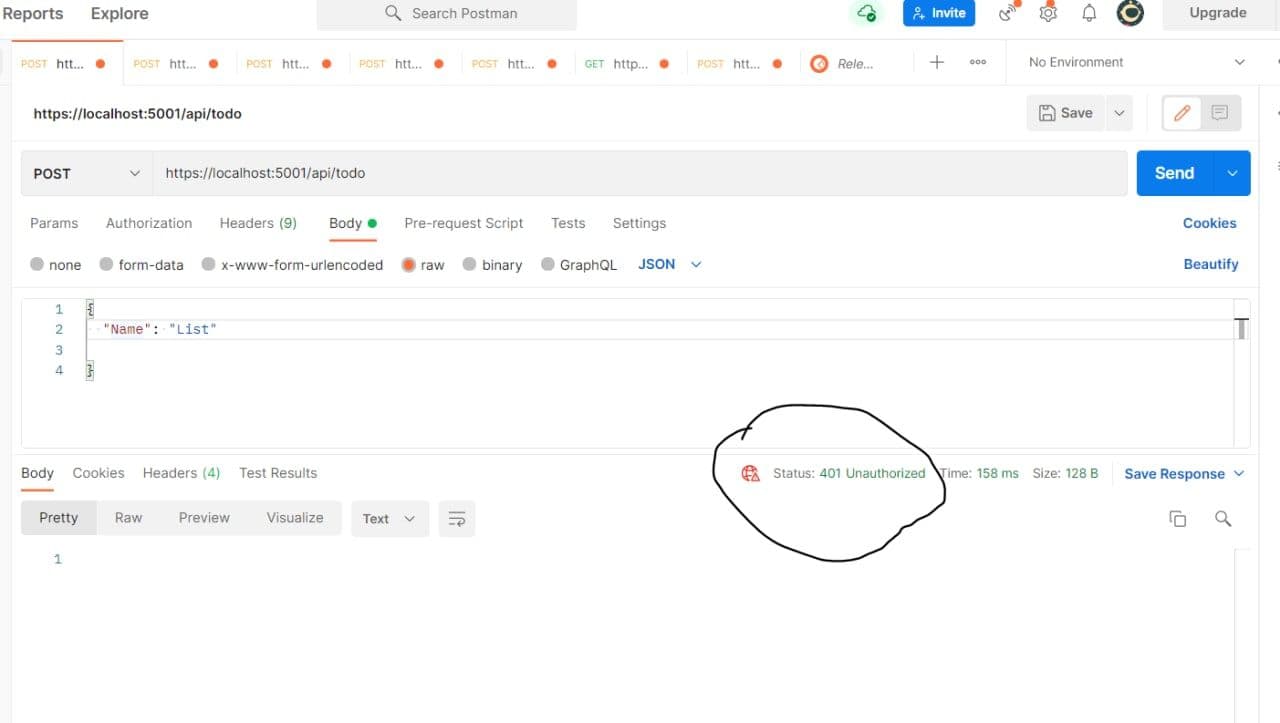 Reports Explore Search Postman Invite Upgrade
POST htt... POST htt... POST htt... POST htt... POST htt... GET http... POST htt... Rele... No Environment
https://localhost:5001/api/todo Save
POST https://localhost:5001/api/todo Send
Params Authorization Headers (9) Body Pre-request Script Tests Settings Cookies
none form-data x-www-form-urlencoded raw binary GraphQL JSON Beautify
1 {
2 "Name": "List"
3
4 }
Body Cookies Headers (4) Test Results Status: 401 Unauthorized Time: 158 ms Size: 128 B Save Response
Pretty Raw Preview Visualize Text
1